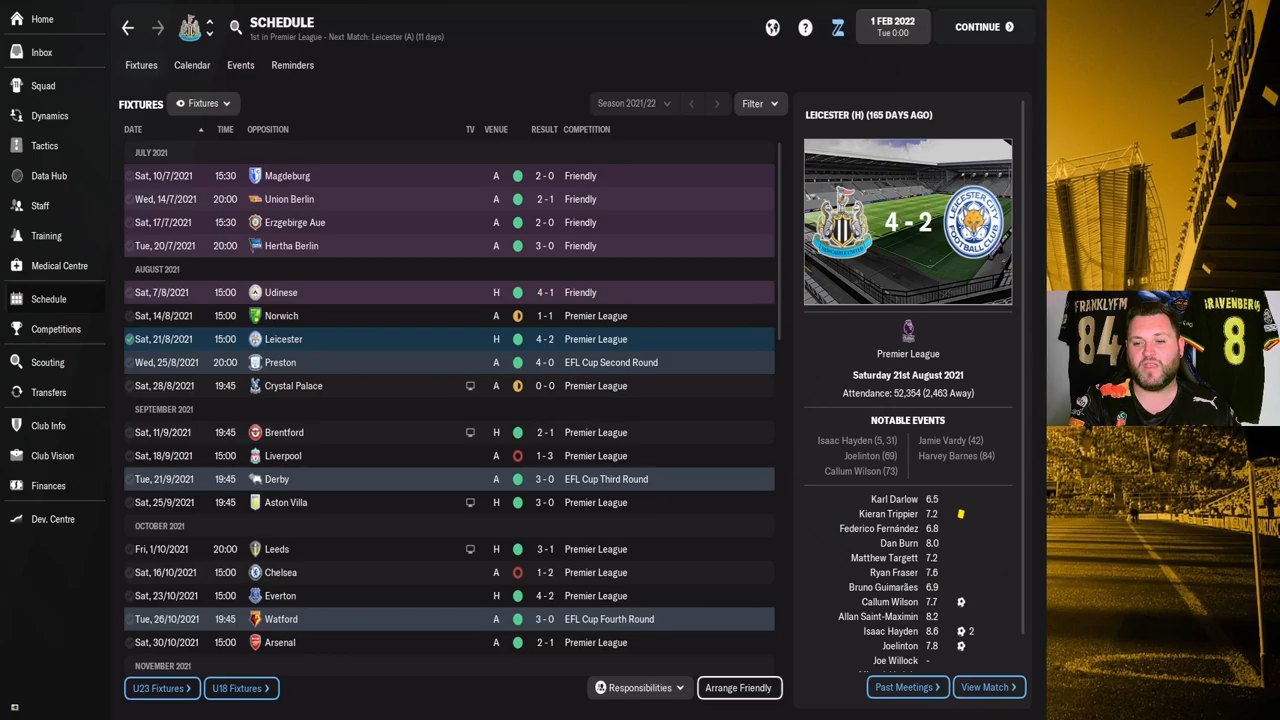 Home
Inbox
Squad
Dynamics
Tactics
Data Hub
Staff
Training
Medical Centre
Schedule
Competitions
Scouting
Transfers
Club Info
Club Vision
Finances
Dev. Centre
SCHEDULE
1st in Premier League - Next Match: Leicester (A) (11 days)
1 FEB 2022
Tue 0:00
CONTINUE
Fixtures Calendar Events Reminders
FIXTURES Fixtures Season 2021/22 Filter
DATE TIME OPPOSITION TV VENUE RESULT COMPETITION
JULY 2021
Sat, 10/7/2021 15:30 Magdeburg A 2 - 0 Friendly
Wed, 14/7/2021 20:00 Union Berlin A 2 - 1 Friendly
Sat, 17/7/2021 15:30 Erzgebirge Aue A 2 - 0 Friendly
Tue, 20/7/2021 20:00 Hertha Berlin A 3 - 0 Friendly
AUGUST 2021
Sat, 7/8/2021 15:00 Udinese H 4 - 1 Friendly
Sat, 14/8/2021 15:00 Norwich A 1 - 1 Premier League
Sat, 21/8/2021 15:00 Leicester H 4 - 2 Premier League
Wed, 25/8/2021 20:00 Preston A 4 - 0 EFL Cup Second Round
Sat, 28/8/2021 19:45 Crystal Palace A 0 - 0 Premier League
SEPTEMBER 2021
Sat, 11/9/2021 19:45 Brentford H 2 - 1 Premier League
Sat, 18/9/2021 15:00 Liverpool A 1 - 3 Premier League
Tue, 21/9/2021 19:45 Derby A 3 - 0 EFL Cup Third Round
Sat, 25/9/2021 19:45 Aston Villa H 3 - 0 Premier League
OCTOBER 2021
Fri, 1/10/2021 20:00 Leeds H 3 - 1 Premier League
Sat, 16/10/2021 15:00 Chelsea A 1 - 2 Premier League
Sat, 23/10/2021 15:00 Everton H 4 - 2 Premier League
Tue, 26/10/2021 19:45 Watford A 3 - 0 EFL Cup Fourth Round
Sat, 30/10/2021 15:00 Arsenal A 2 - 1 Premier League
NOVEMBER 2021
U23 Fixtures U18 Fixtures Responsibilities Arrange Friendly
LEICESTER (H) (165 DAYS AGO)
4 - 2
LEICESTER CITY
FOOTBALL CLUB
Premier League
Saturday 21st August 2021
Attendance: 52,354 (2,463 Away)
NOTABLE EVENTS
Isaac Hayden (5, 31) Jamie Vardy (42)
Joelinton (69) Harvey Barnes (84)
Callum Wilson (73)
Karl Darlow 6.5
Kieran Trippier 7.2
Federico Fernández 6.8
Dan Burn 8.0
Matthew Targett 7.2
Ryan Fraser 7.6
Bruno Guimarães 6.9
Callum Wilson 7.7
Allan Saint-Maximin 8.2
Isaac Hayden 8.6 2
Joelinton 7.8
Joe Willock -
Past Meetings View Match
FRANKLYFM
84
8